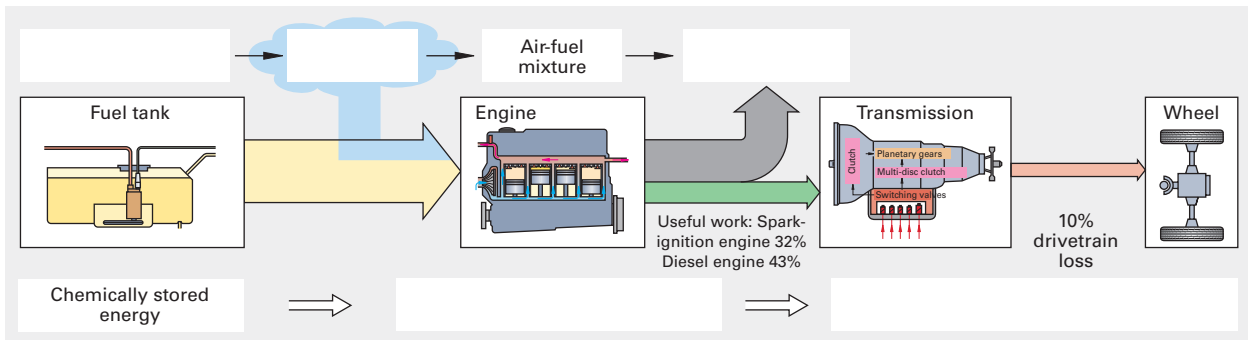 Air-fuel
mixture
Fuel tank
Engine
Transmission
Wheel
Clutch
Planetary gears
Multi-disc clutch
Switching valves
Useful work: Spark-
ignition engine 32%
Diesel engine 43%
10%
drivetrain
loss
Chemically stored
energy